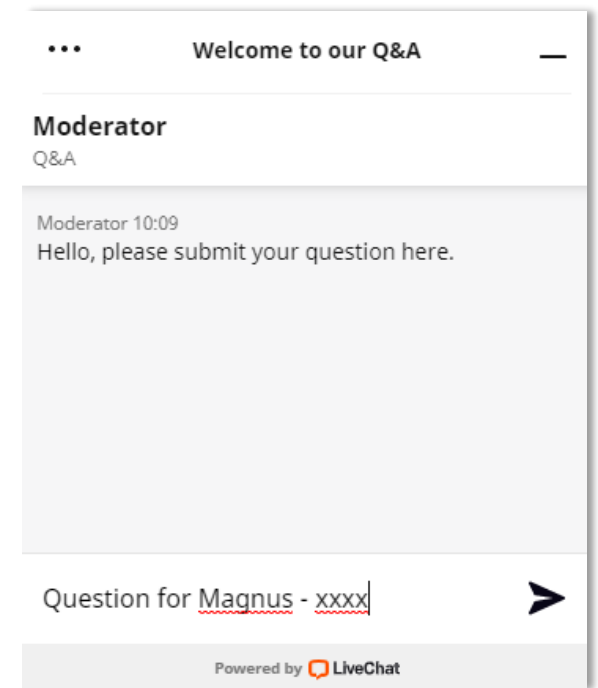 Welcome to our Q&A
Moderator
Q&A
Moderator 10:09
Hello, please submit your question here.
Question for Magnus - xxxx
Powered by LiveChat